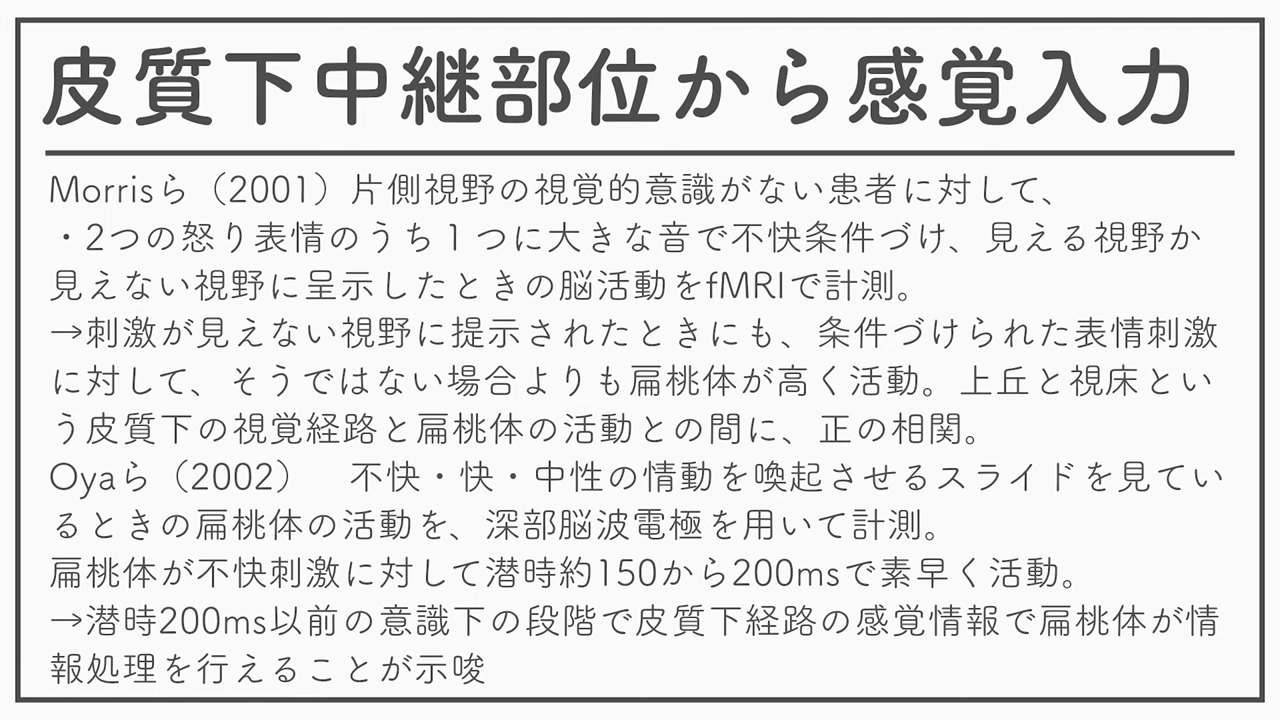 皮質下中継部位から感覚入力
Morrisら（2001）片側視野の視覚的意識がない患者に対して、
・2つの怒り表情のうち１つに大きな音で不快条件づけ、見える視野か
見えない視野に呈示したときの脳活動をfMRIで計測。
→刺激が見えない視野に提示されたときにも、条件づけられた表情刺激
に対して、そうではない場合よりも扁桃体が高く活動。上丘と視床とい
う皮質下の視覚経路と扁桃体の活動との間に、正の相関。
Oyaら（2002）　不快・快・中性の情動を喚起させるスライドを見てい
るときの扁桃体の活動を、深部脳波電極を用いて計測。
扁桃体が不快刺激に対して潜時約150から200msで素早く活動。
→潜時200ms以前の意識下の段階で皮質下経路の感覚情報で扁桃体が情
報処理を行えることが示唆